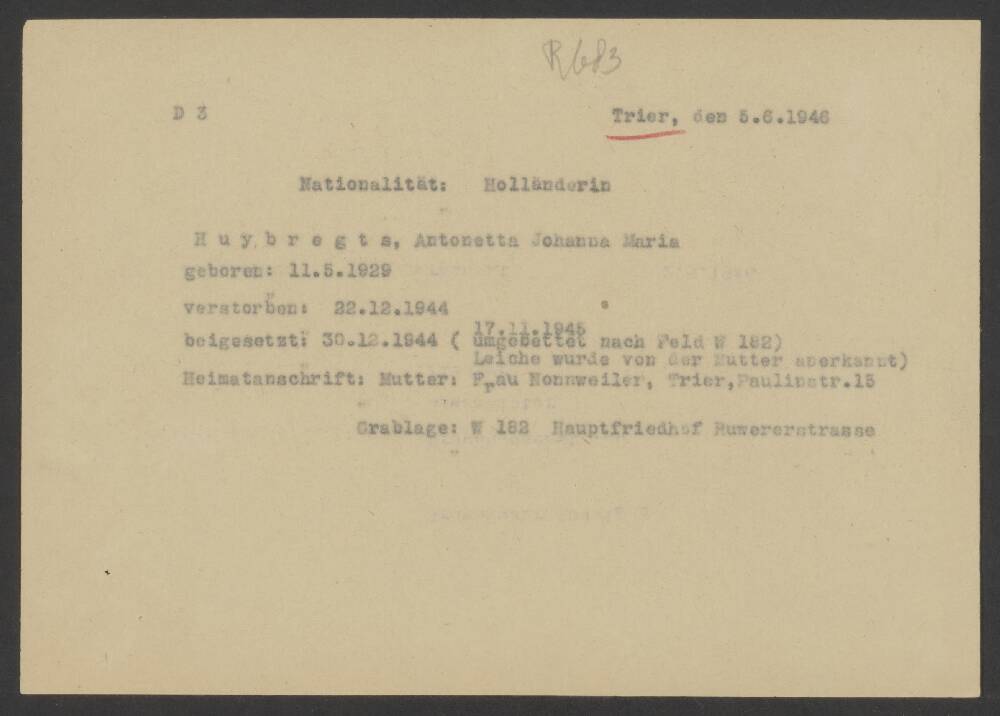 R683
D 3
Trier, den 5.6.1946
Nationalität: Holländerin
H u y b r e g t s, Antonetta Johanna Maria
geboren: 11.5.1929
verstorben: 22.12.1944
17.11.1945
beigesetzt: 30.12.1944 ( umgebettet nach Feld W 182)
Leiche wurde von der Mutter anerkannt)
Heimatanschrift: Mutter: Frau Nonnweiler, Trier,Paulinstr.15
Grablage: W 182 Hauptfriedhof Ruwererstrasse